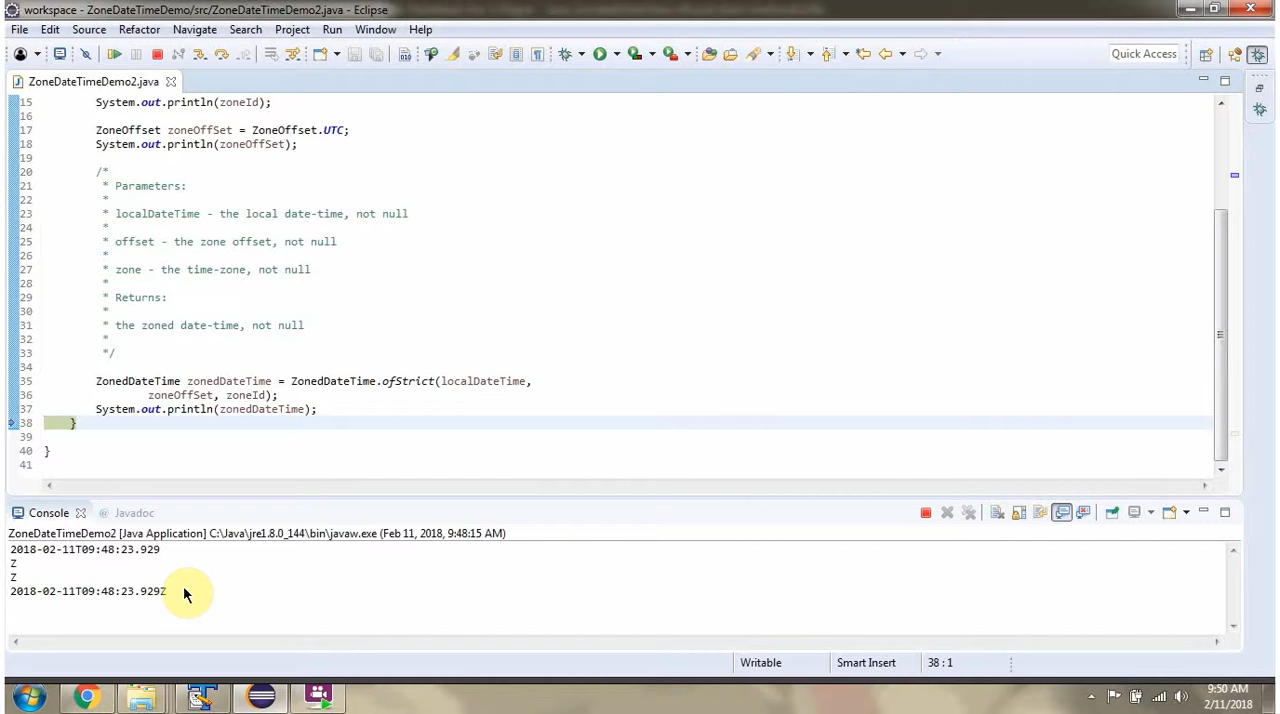 workspace - ZoneDateTimeDemo/src/ZoneDateTimeDemo2.java - Eclipse
File Edit Source Refactor Navigate Search Project Run Window Help
Quick Access
ZoneDateTimeDemo2.java
15 System.out.println(zoneId);
16
17 ZoneOffset zoneOffSet = ZoneOffset.UTC;
18 System.out.println(zoneOffSet);
19
20 /*
21 * Parameters:
22 *
23 * localDateTime - the local date-time, not null
24 *
25 * offset - the zone offset, not null
26 *
27 * zone - the time-zone, not null
28 *
29 * Returns:
30 *
31 * the zoned date-time, not null
32 *
33 */
34
35 ZonedDateTime zonedDateTime = ZonedDateTime.ofStrict(localDateTime,
36 zoneOffSet, zoneId);
37 System.out.println(zonedDateTime);
38 }
39
40 }
41
Console @ Javadoc
ZoneDateTimeDemo2 [Java Application] C:\Java\jre1.8.0_144\bin\javaw.exe (Feb 11, 2018, 9:48:15 AM)
2018-02-11T09:48:23.929
Z
Z
2018-02-11T09:48:23.929Z
Writable Smart Insert 38 : 1
9:50 AM
2/11/2018